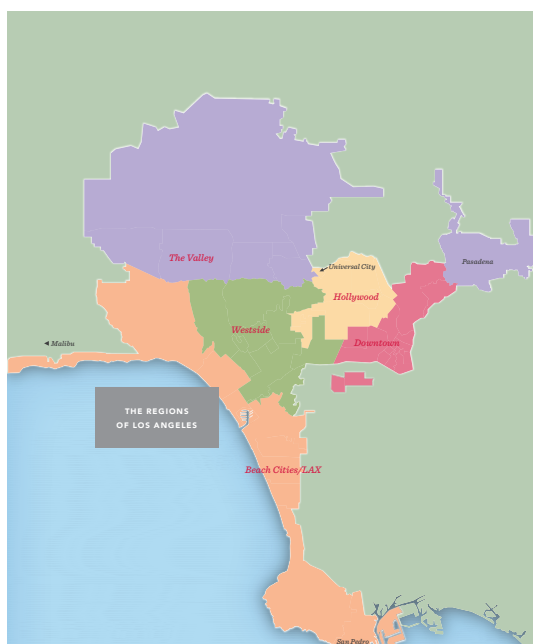 The Valley
Universal City
Pasadena
Hollywood
Westside
Downtown
Malibu
THE REGIONS
OF LOS ANGELES
Beach Cities/LAX
San Pedro